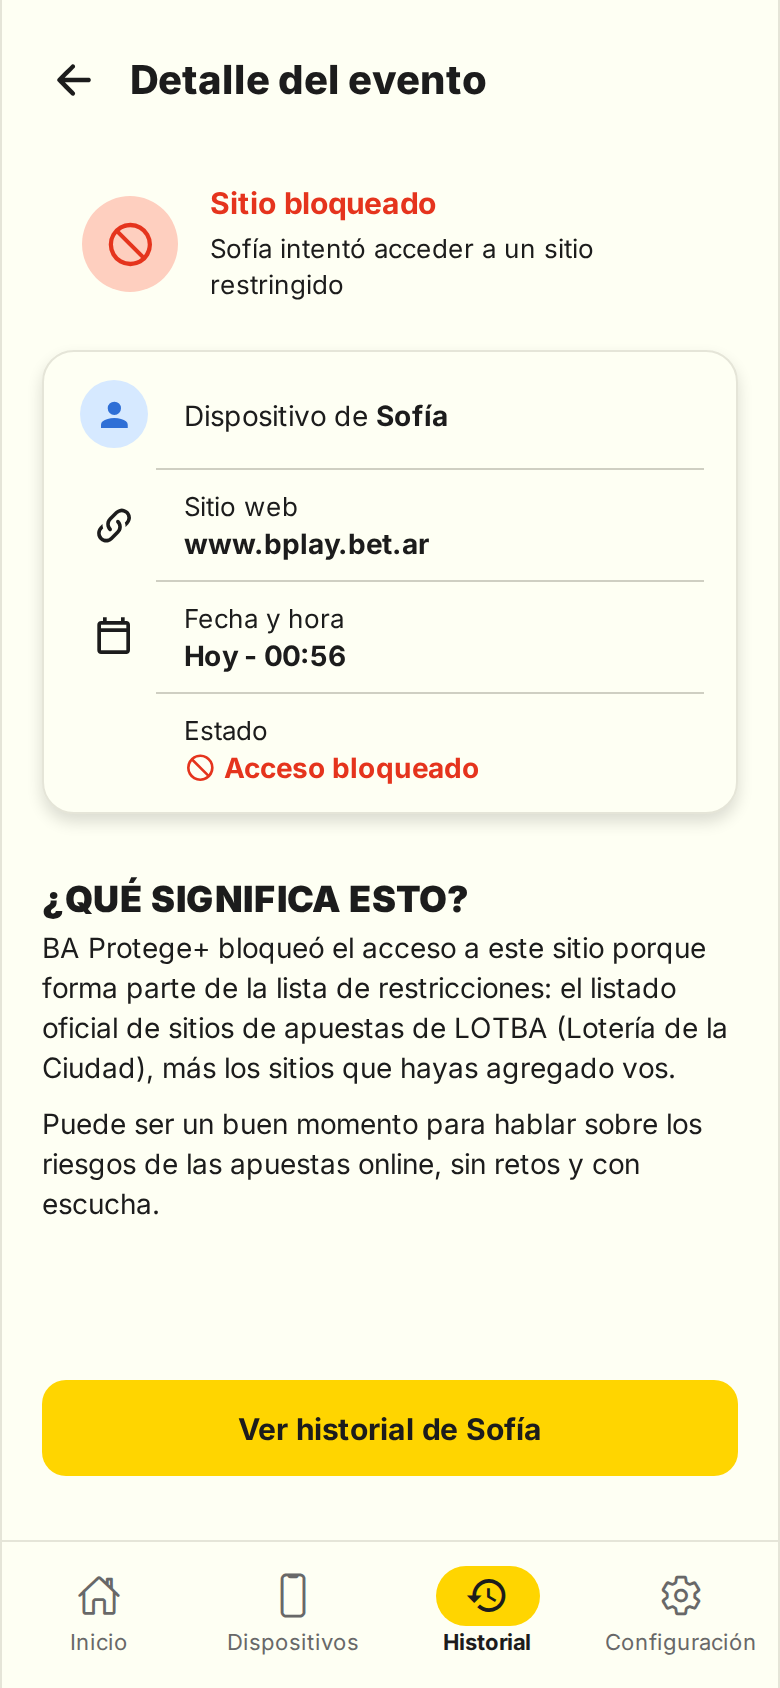 Detalle del evento
Sitio bloqueado
Sofía intentó acceder a un sitio
restringido
Dispositivo de Sofía
Sitio web
www.bplay.bet.ar
Fecha y hora
Hoy - 00:56
Estado
Acceso bloqueado
¿QUÉ SIGNIFICA ESTO?
BA Protege+ bloqueó el acceso a este sitio porque
forma parte de la lista de restricciones: el listado
oficial de sitios de apuestas de LOTBA (Lotería de la
Ciudad), más los sitios que hayas agregado vos.
Puede ser un buen momento para hablar sobre los
riesgos de las apuestas online, sin retos y con
escucha.
Ver historial de Sofía
Inicio
Dispositivos
Historial
Configuración